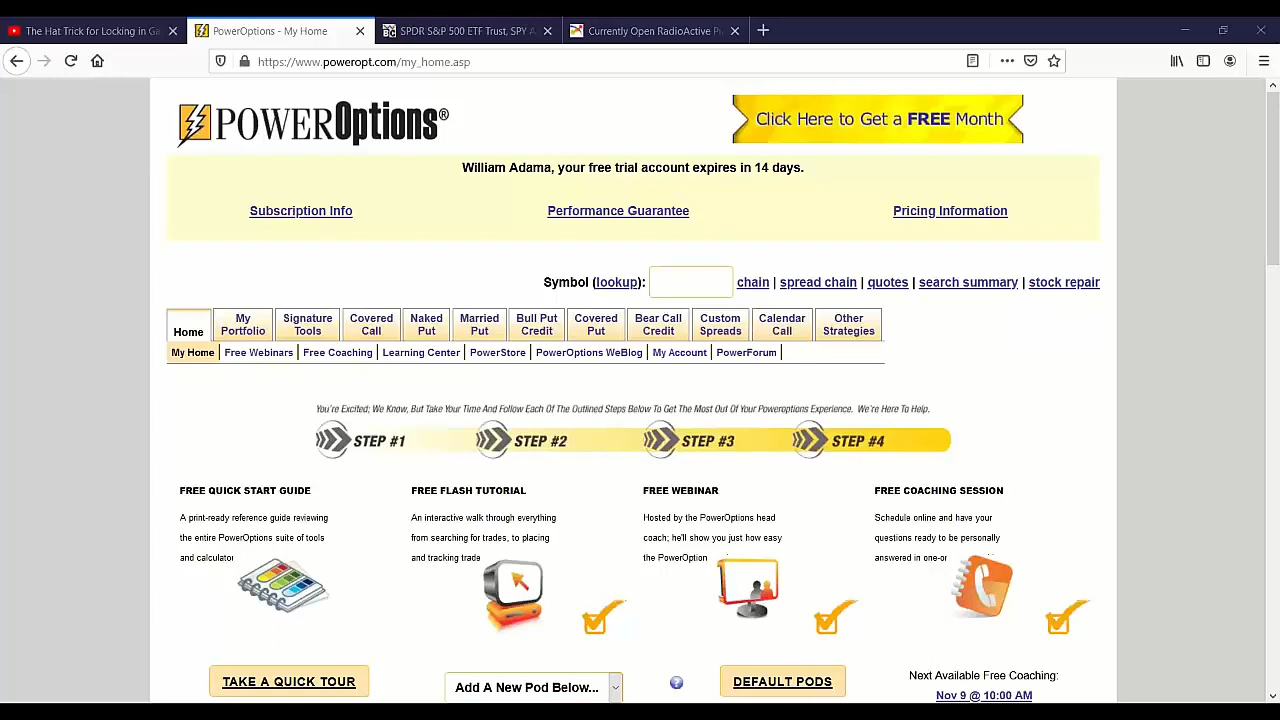 The Hat Trick for Locking in Ga
PowerOptions - My Home
SPDR S&P 500 ETF Trust, SPY A
Currently Open RadioActive Pr
https://www.poweropt.com/my_home.asp
POWEROptions®
Click Here to Get a FREE Month
William Adama, your free trial account expires in 14 days.
Subscription Info
Performance Guarantee
Pricing Information
Symbol (lookup): chain | spread chain | quotes | search summary | stock repair
Home
My Portfolio
Signature Tools
Covered Call
Naked Put
Married Put
Bull Put Credit
Covered Put
Bear Call Credit
Custom Spreads
Calendar Call
Other Strategies
My Home | Free Webinars | Free Coaching | Learning Center | PowerStore | PowerOptions WeBlog | My Account | PowerForum |
You're Excited; We Know, But Take Your Time And Follow Each Of The Outlined Steps Below To Get The Most Out Of Your Poweroptions Experience. We're Here To Help.
STEP #1
STEP #2
STEP #3
STEP #4
FREE QUICK START GUIDE
A print-ready reference guide reviewing
the entire PowerOptions suite of tools
and calculator
FREE FLASH TUTORIAL
An interactive walk through everything
from searching for trades, to placing
and tracking trade
FREE WEBINAR
Hosted by the PowerOptions head
coach; he'll show you just how easy
the PowerOption
FREE COACHING SESSION
Schedule online and have your
questions ready to be personally
answered in one-or
TAKE A QUICK TOUR
Add A New Pod Below...
DEFAULT PODS
Next Available Free Coaching:
Nov 9 @ 10:00 AM